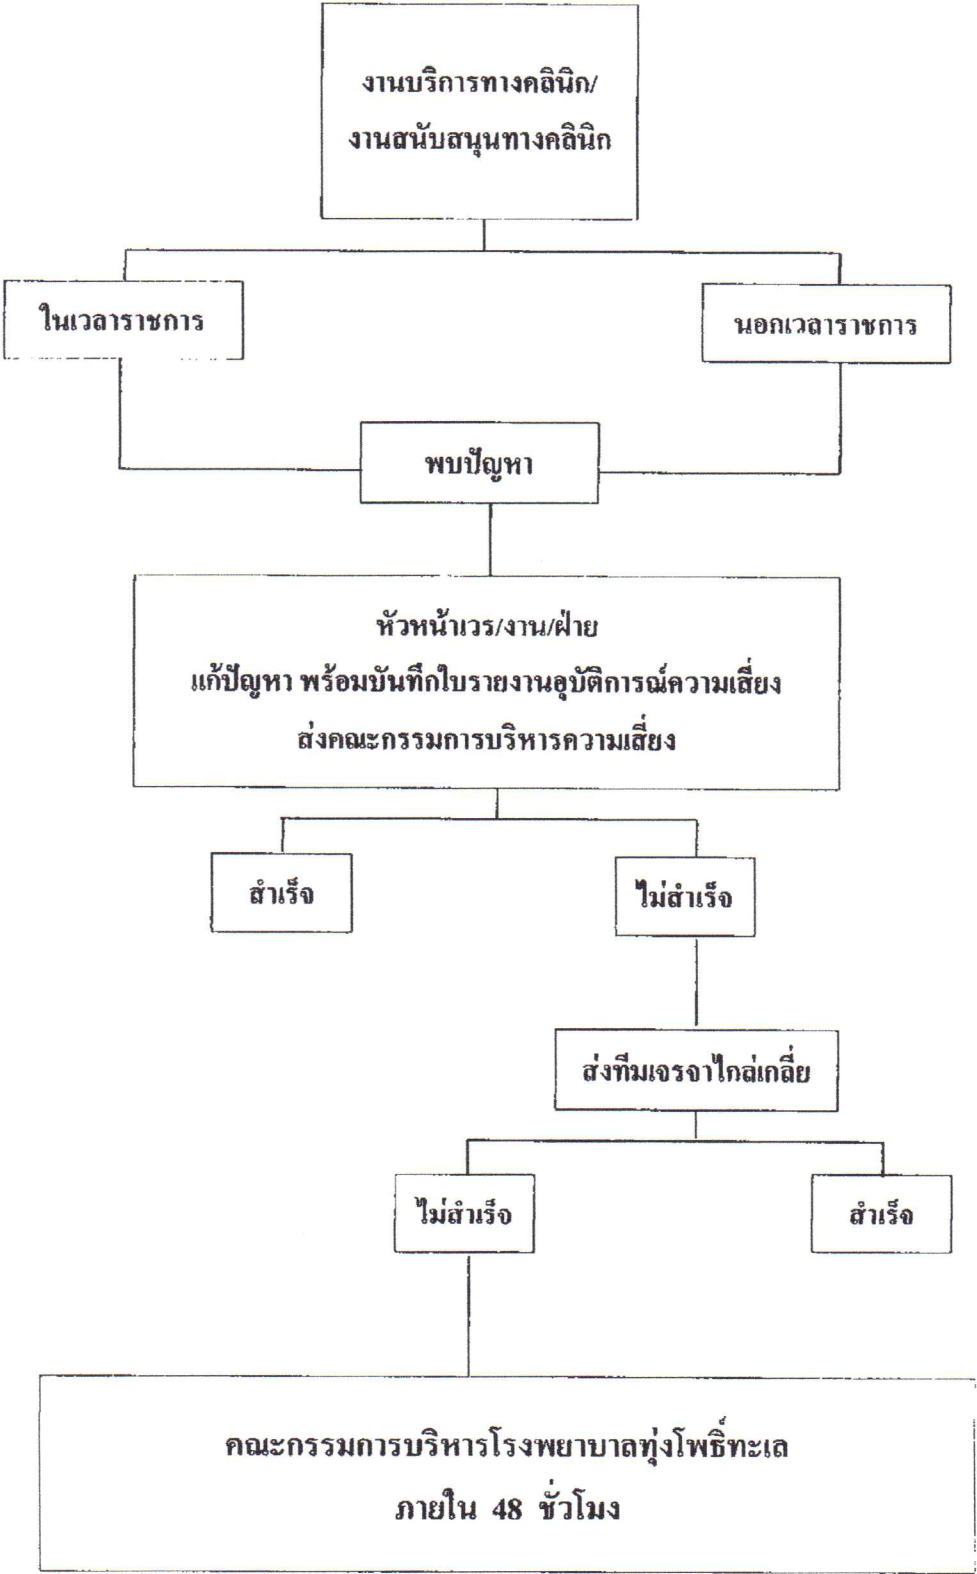 งานบริการทางคลินิก/
งานสนับสนุนทางคลินิก
ในเวลาราชการ
นอกเวลาราชการ
พบปัญหา
หัวหน้าเวร/งาน/ฝ่าย
แก้ปัญหา พร้อมบันทึกใบรายงานอุบัติการณ์ความเสี่ยง
ส่งคณะกรรมการบริหารความเสี่ยง
สำเร็จ
ไม่สำเร็จ
ส่งทีมเจรจาไกล่เกลี่ย
ไม่สำเร็จ
สำเร็จ
คณะกรรมการบริหารโรงพยาบาลทุ่งโพธิ์ทะเล
ภายใน 48 ชั่วโมง